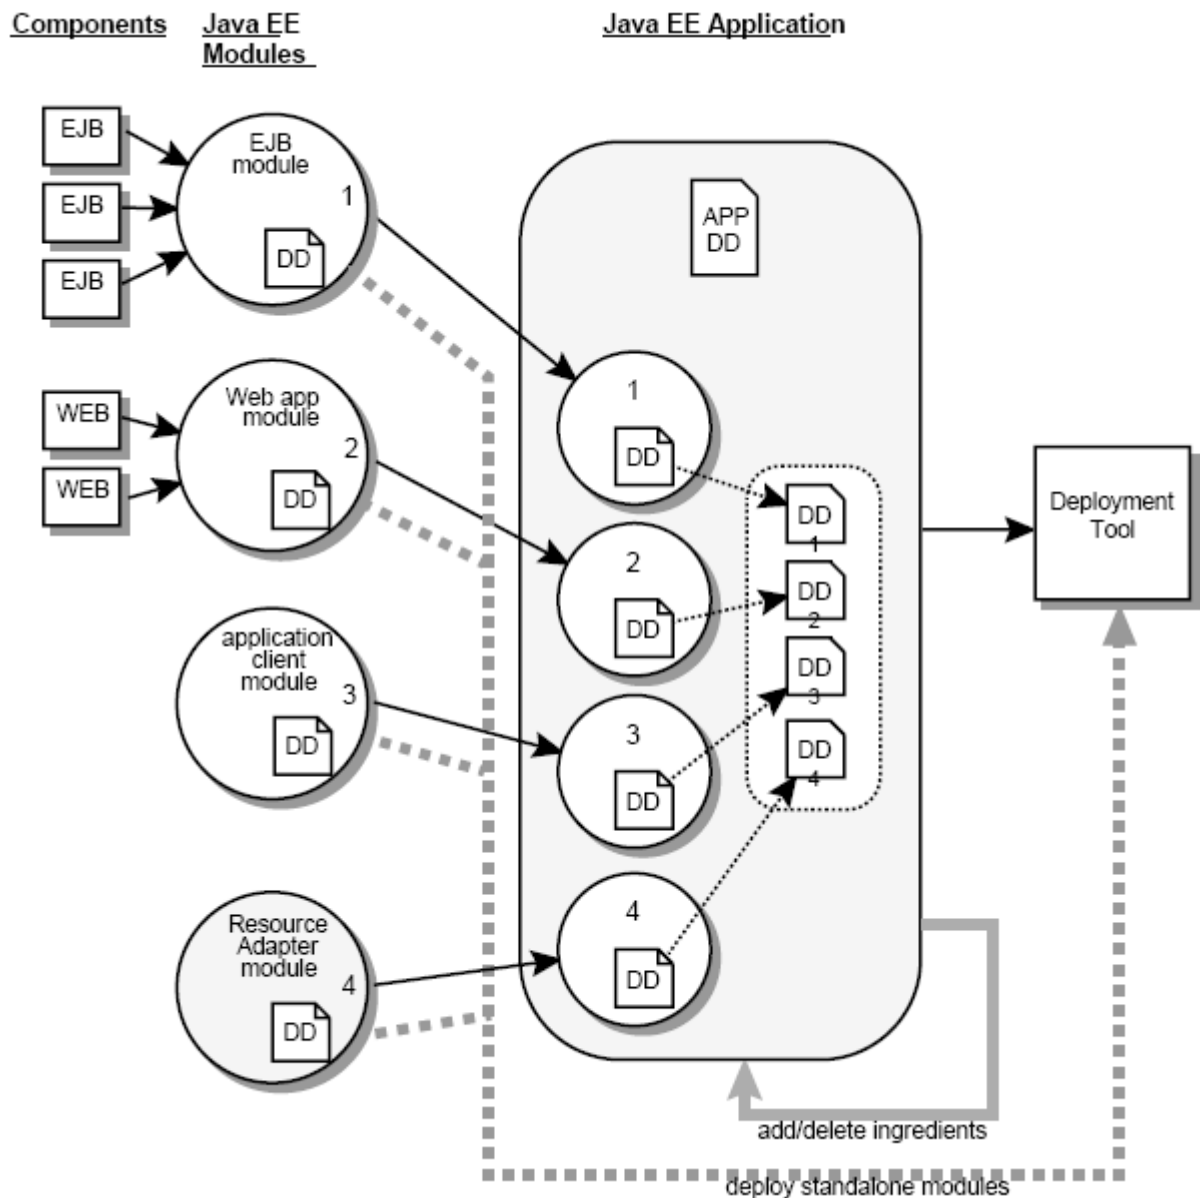 Components
Java EE
Modules
Java EE Application
EJB
EJB
EJB
EJB
module
1
DD
WEB
WEB
Web app
module
2
DD
application
client
module
3
DD
Resource
Adapter
module
4
DD
APP
DD
1
DD
2
DD
3
DD
4
DD
DD
1
DD
2
DD
3
DD
4
Deployment
Tool
add/delete ingredients
deploy standalone modules